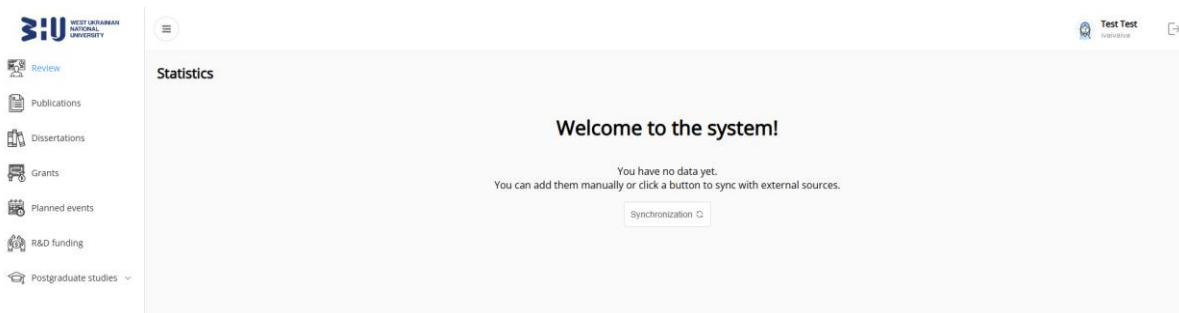 ЗУНУ WEST UKRAINIAN
NATIONAL
UNIVERSITY
Test Test
ivaivaiva
Review
Statistics
Publications
Welcome to the system!
Dissertations
Grants
You have no data yet.
You can add them manually or click a button to sync with external sources.
Planned events
Synchronization
R&D funding
Postgraduate studies